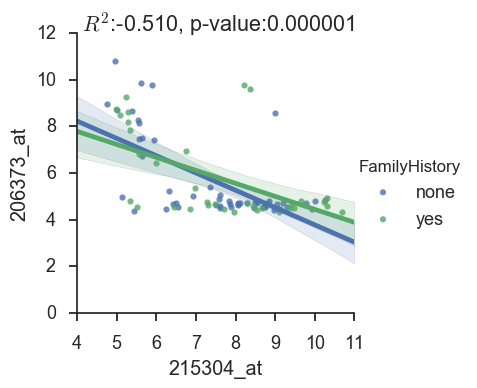 R²:-0.510, p-value:0.000001
12
10
8
6
4
2
0
206373_at
4 5 6 7 8 9 10 11
215304_at
FamilyHistory
none
yes